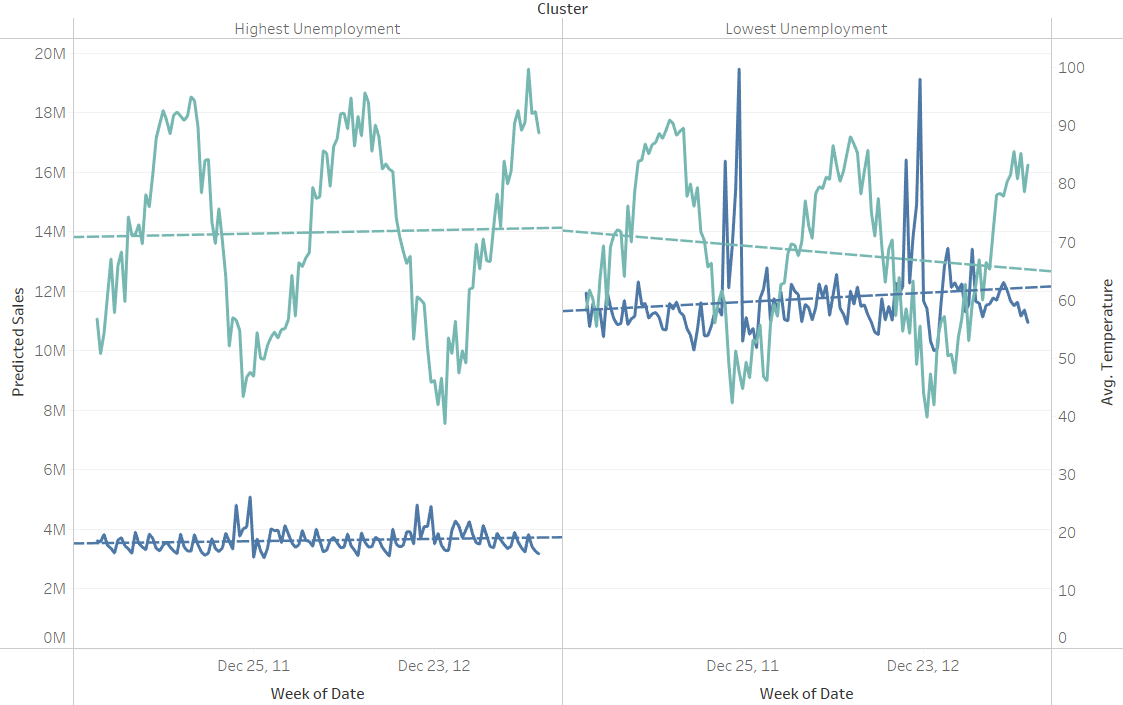 Cluster
Highest Unemployment
Lowest Unemployment
20M
18M
16M
14M
12M
10M
8M
6M
4M
2M
0M
Predicted Sales
100
90
80
70
60
50
40
30
20
10
0
Avg. Temperature
Dec 25, 11
Dec 23, 12
Dec 25, 11
Dec 23, 12
Week of Date
Week of Date